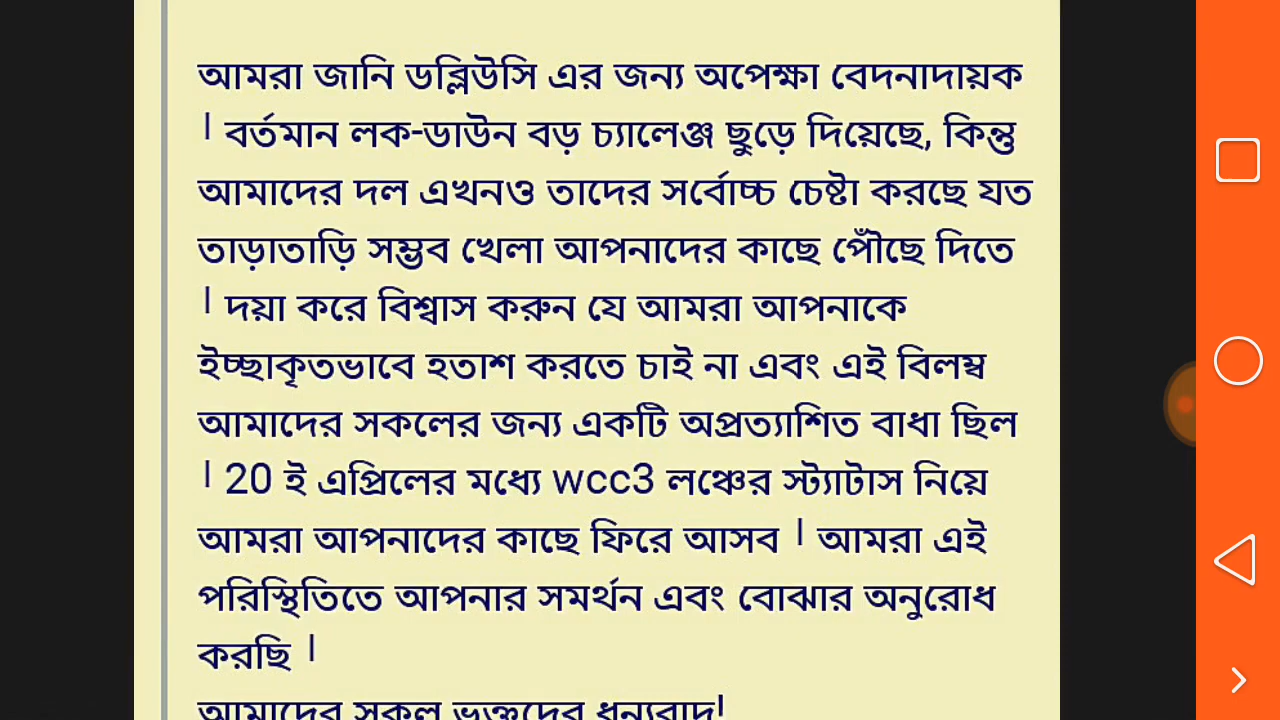 আমরা জানি ডব্লিউসি এর জন্য অপেক্ষা বেদনাদায়ক
। বর্তমান লক-ডাউন বড় চ্যালেঞ্জ ছুড়ে দিয়েছে, কিন্তু
আমাদের দল এখনও তাদের সর্বোচ্চ চেষ্টা করছে যত
তাড়াতাড়ি সম্ভব খেলা আপনাদের কাছে পৌঁছে দিতে
। দয়া করে বিশ্বাস করুন যে আমরা আপনাকে
ইচ্ছাকৃতভাবে হতাশ করতে চাই না এবং এই বিলম্ব
আমাদের সকলের জন্য একটি অপ্রত্যাশিত বাধা ছিল
। 20 ই এপ্রিলের মধ্যে wcc3 লঞ্চের স্ট্যাটাস নিয়ে
আমরা আপনাদের কাছে ফিরে আসব । আমরা এই
পরিস্থিতিতে আপনার সমর্থন এবং বোঝার অনুরোধ
করছি ।
আমাদের সকল ভক্তদের ধন্যবাদ!